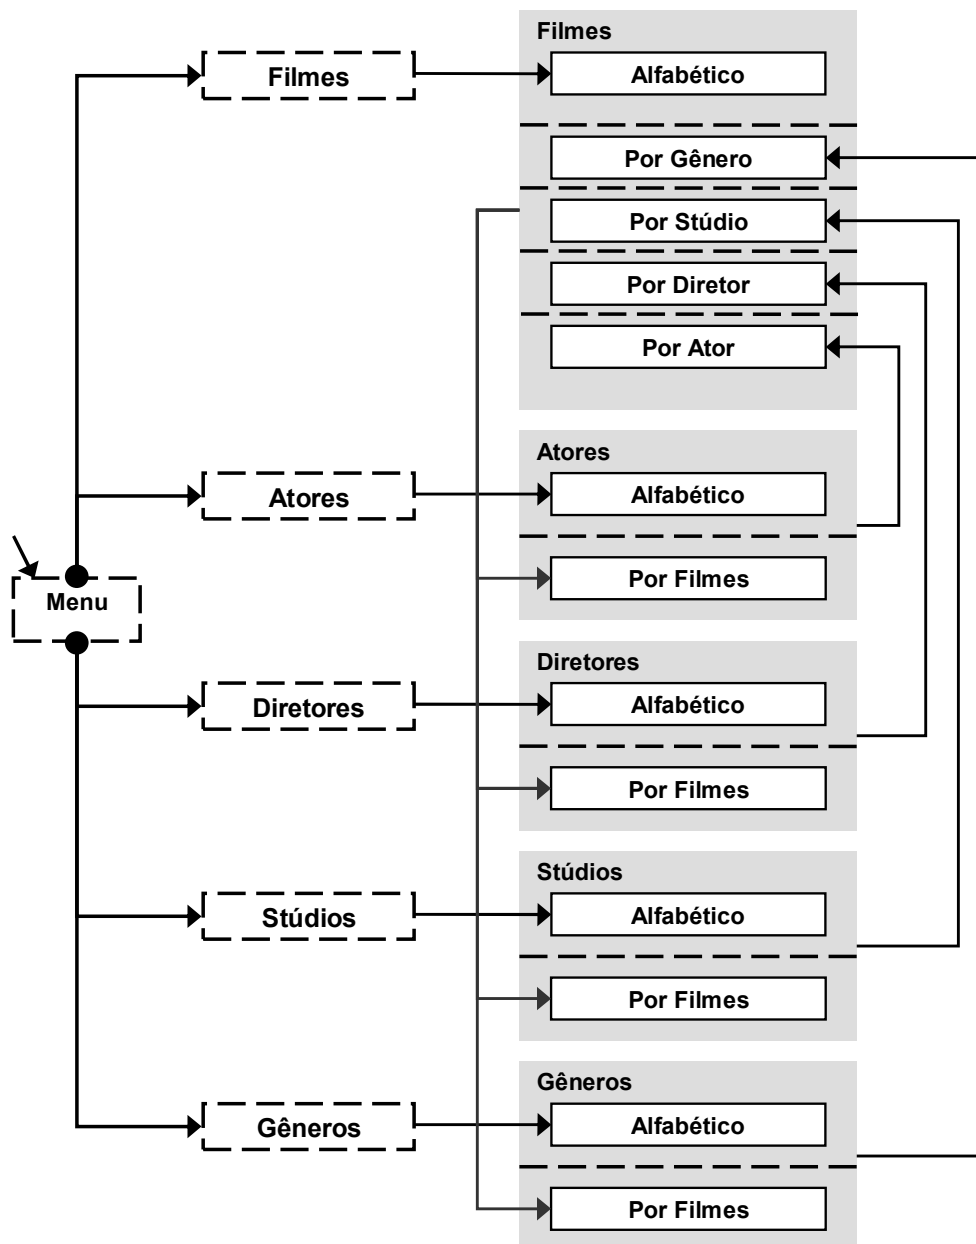 Filmes
Filmes
Alfabético
Por Gênero
Por Stúdio
Por Diretor
Por Ator
Atores
Atores
Alfabético
Por Filmes
Menu
Diretores
Diretores
Alfabético
Por Filmes
Stúdios
Stúdios
Alfabético
Por Filmes
Gêneros
Gêneros
Alfabético
Por Filmes